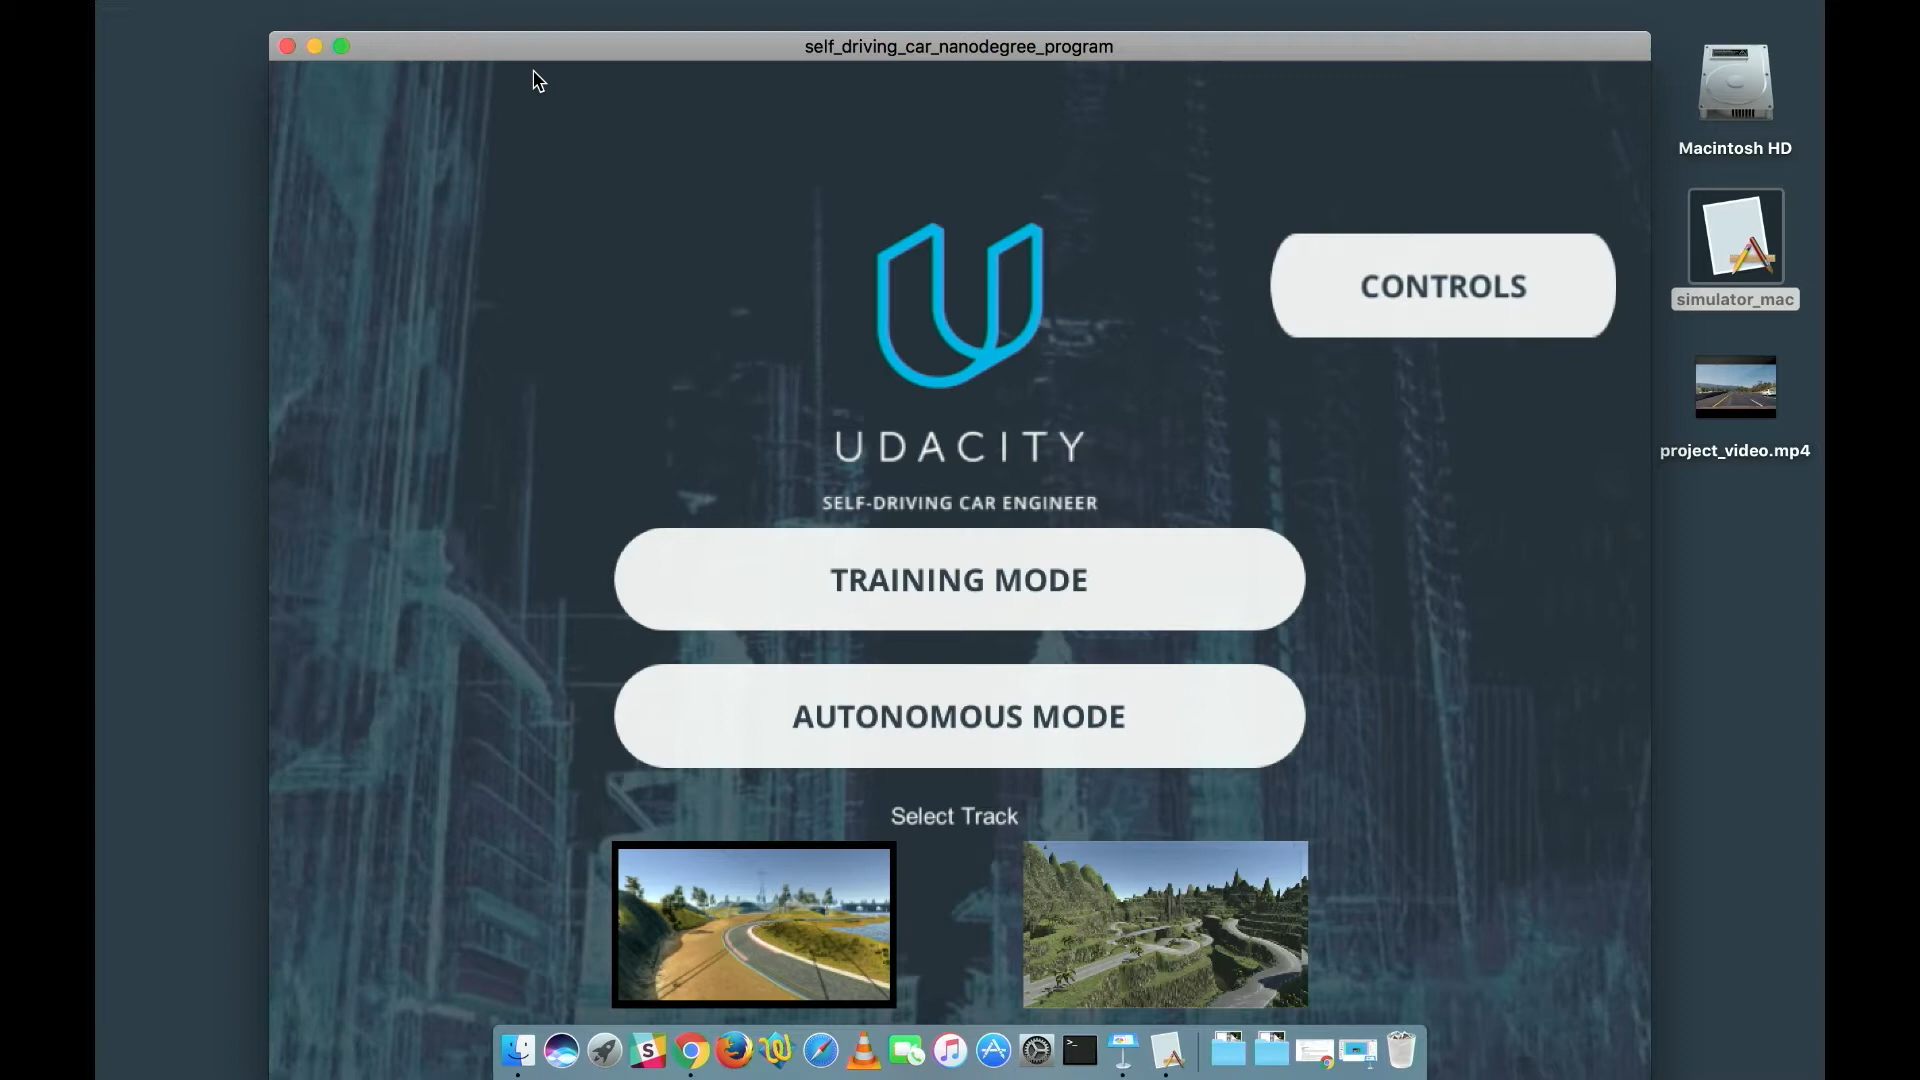 self_driving_car_nanodegree_program
Macintosh HD
CONTROLS
simulator_mac
UDACITY
project_video.mp4
SELF-DRIVING CAR ENGINEER
TRAINING MODE
AUTONOMOUS MODE
Select Track